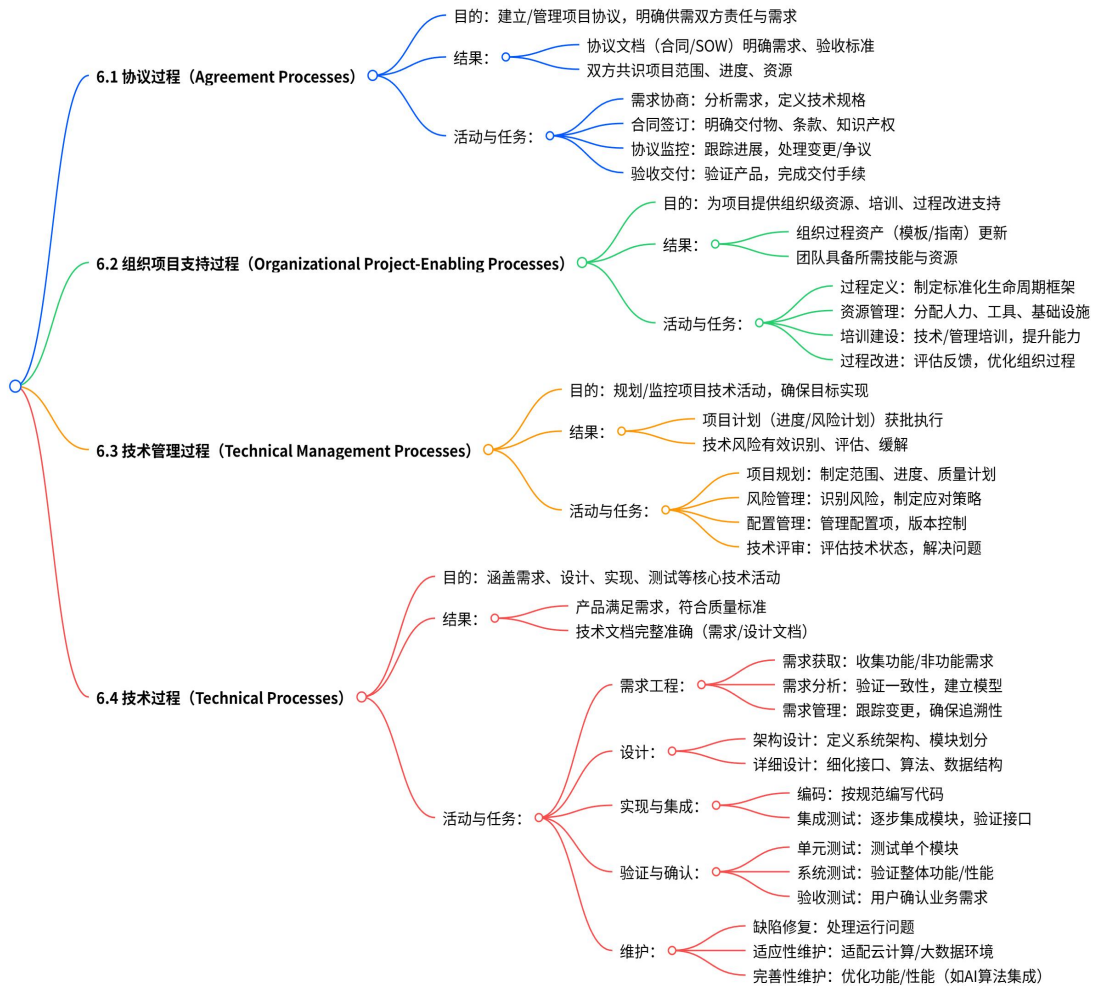 6.1 协议过程（Agreement Processes）
目的：建立/管理项目协议，明确供需双方责任与需求
结果：
协议文档（合同/SOW）明确需求、验收标准
双方共识项目范围、进度、资源
活动与任务：
需求协商：分析需求，定义技术规格
合同签订：明确交付物、条款、知识产权
协议监控：跟踪进展，处理变更/争议
验收交付：验证产品，完成交付手续
6.2 组织项目支持过程（Organizational Project-Enabling Processes）
目的：为项目提供组织级资源、培训、过程改进支持
结果：
组织过程资产（模板/指南）更新
团队具备所需技能与资源
活动与任务：
过程定义：制定标准化生命周期框架
资源管理：分配人力、工具、基础设施
培训建设：技术/管理培训，提升能力
过程改进：评估反馈，优化组织过程
6.3 技术管理过程（Technical Management Processes）
目的：规划/监控项目技术活动，确保目标实现
结果：
项目计划（进度/风险计划）获批执行
技术风险有效识别、评估、缓解
活动与任务：
项目规划：制定范围、进度、质量计划
风险管理：识别风险，制定应对策略
配置管理：管理配置项，版本控制
技术评审：评估技术状态，解决问题
6.4 技术过程（Technical Processes）
目的：涵盖需求、设计、实现、测试等核心技术活动
结果：
产品满足需求，符合质量标准
技术文档完整准确（需求/设计文档）
活动与任务：
需求工程：
需求获取：收集功能/非功能需求
需求分析：验证一致性，建立模型
需求管理：跟踪变更，确保追溯性
设计：
架构设计：定义系统架构、模块划分
详细设计：细化接口、算法、数据结构
实现与集成：
编码：按规范编写代码
集成测试：逐步集成模块，验证接口
验证与确认：
单元测试：测试单个模块
系统测试：验证整体功能/性能
验收测试：用户确认业务需求
维护：
缺陷修复：处理运行问题
适应性维护：适配云计算/大数据环境
完善性维护：优化功能/性能（如AI算法集成）